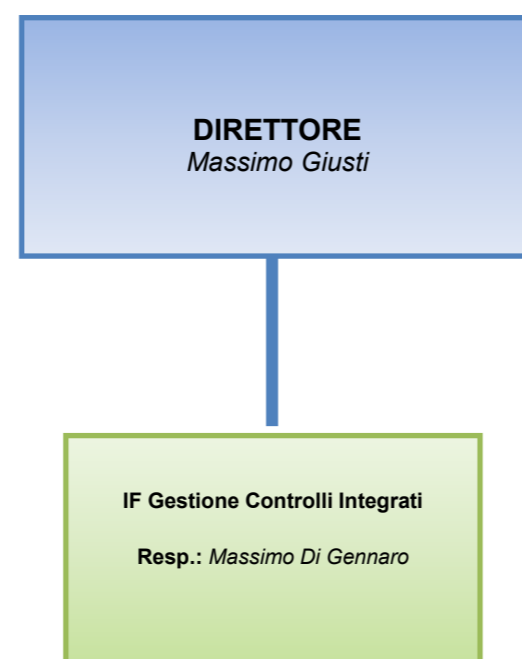 DIRETTORE
Massimo Giusti
IF Gestione Controlli Integrati
Resp.: Massimo Di Gennaro